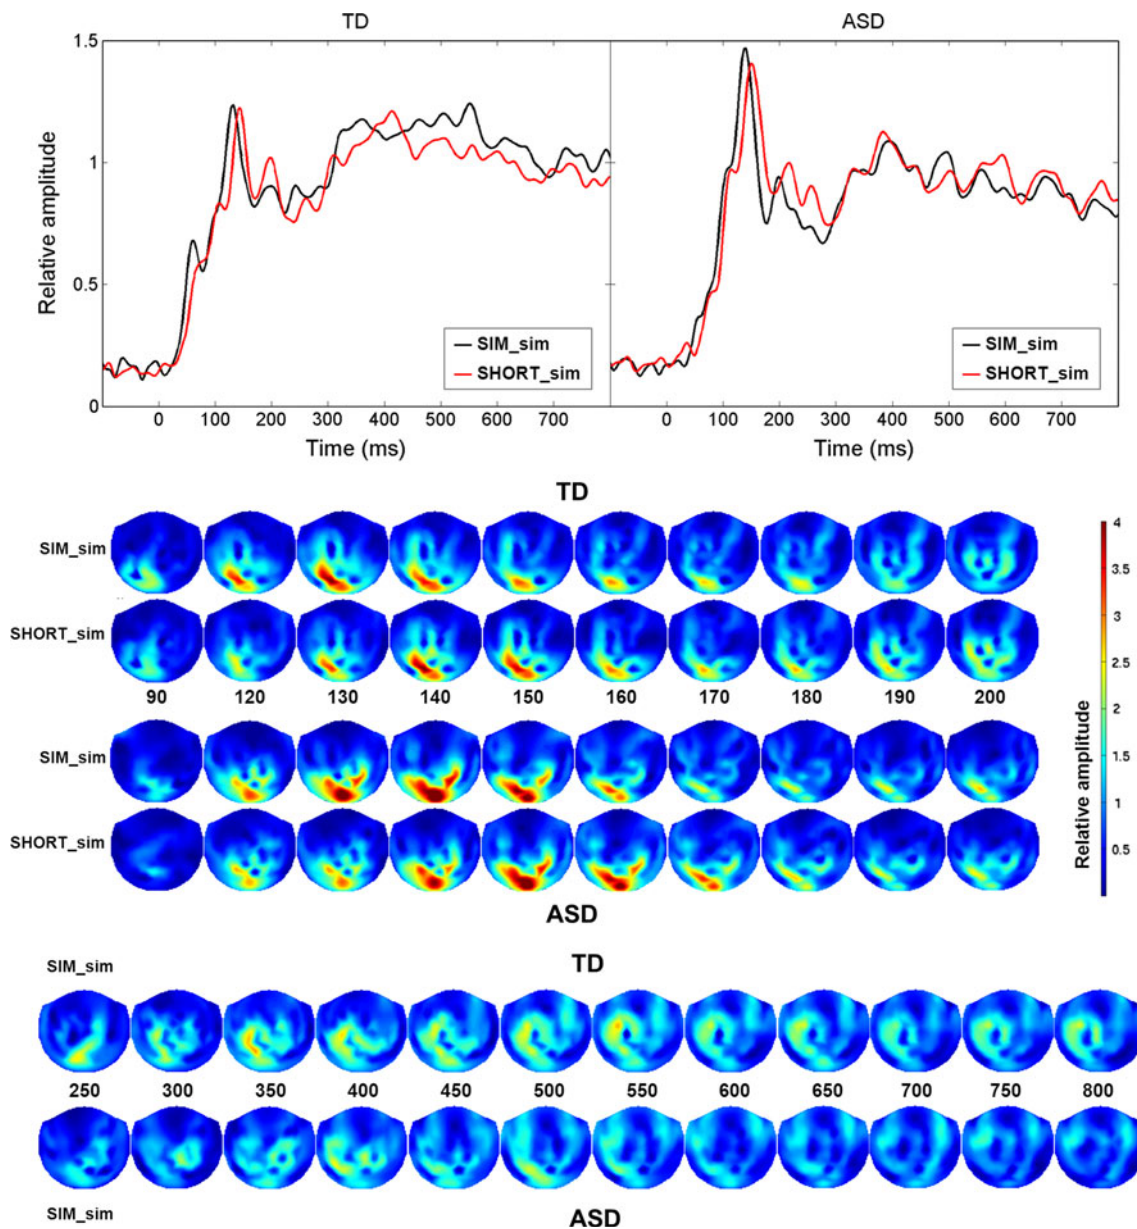 TD ASD
1.5
1
0.5
0
Relative amplitude
SIM_sim
SHORT_sim
SIM_sim
SHORT_sim
0 100 200 300 400 500 600 700 0 100 200 300 400 500 600 700
Time (ms) Time (ms)
TD
SIM_sim
SHORT_sim
90 120 130 140 150 160 170 180 190 200
SIM_sim
SHORT_sim
ASD
4
3.5
3
2.5
2
1.5
1
0.5
Relative amplitude
SIM_sim
TD
250 300 350 400 450 500 550 600 650 700 750 800
SIM_sim
ASD